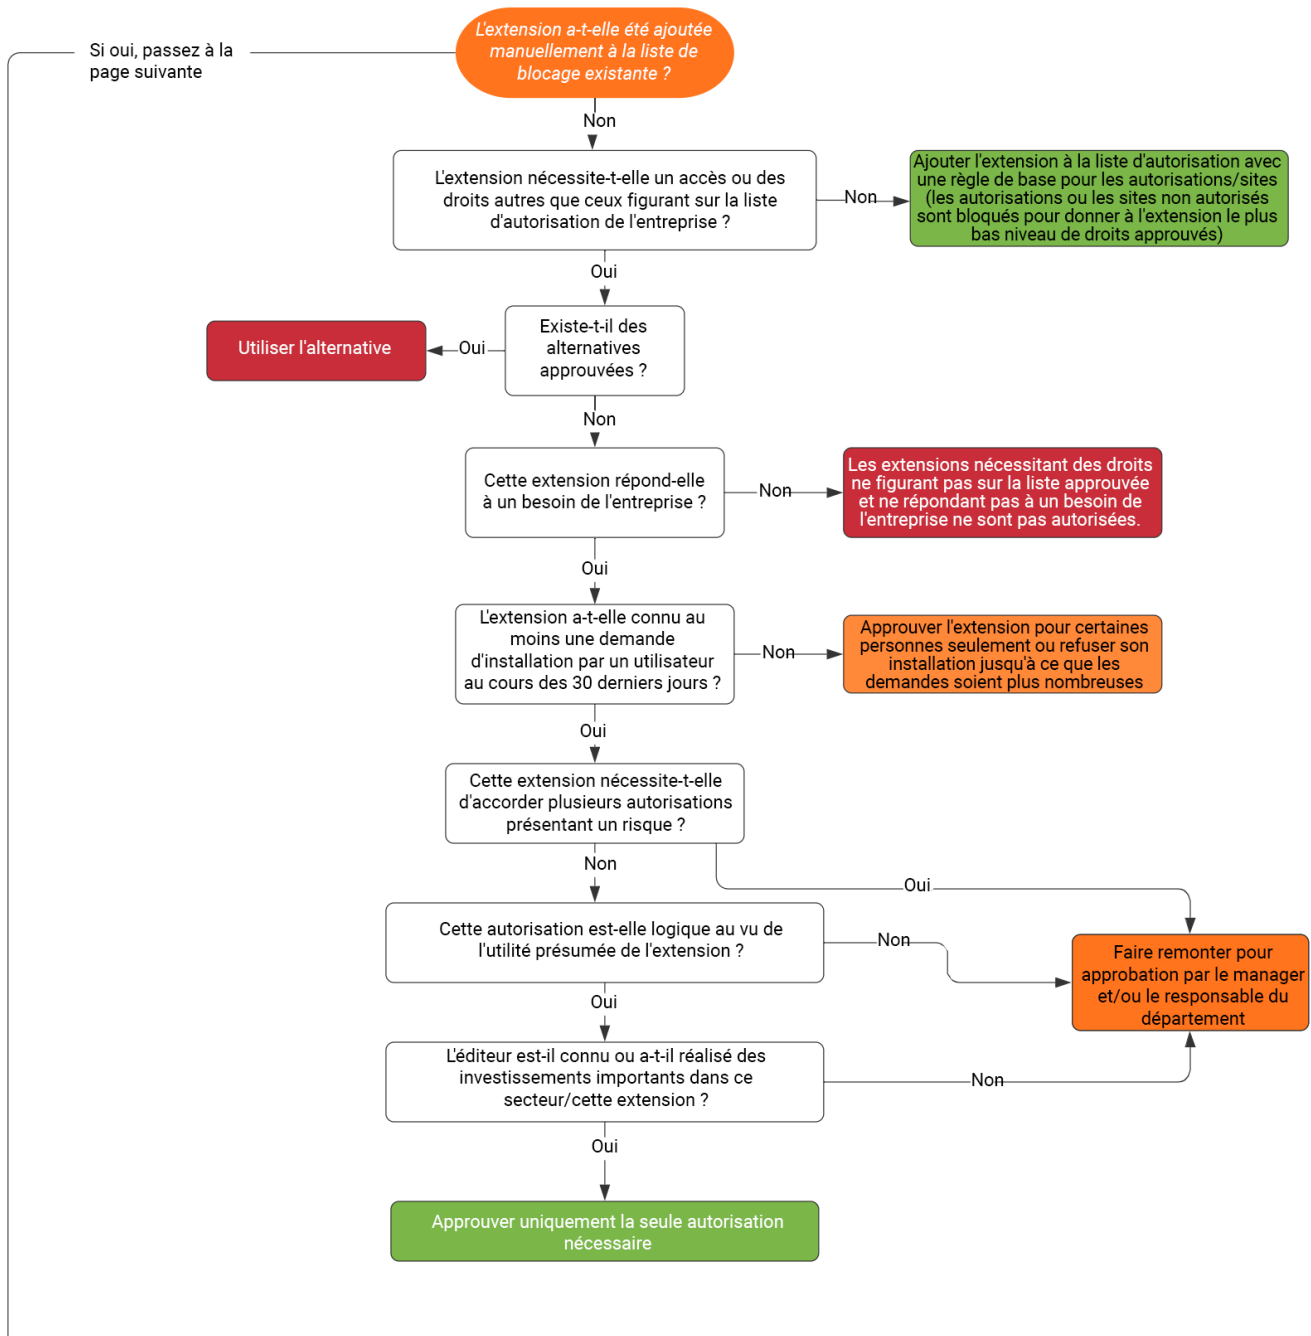 Si oui, passez à la
page suivante
L'extension a-t-elle été ajoutée
manuellement à la liste de
blocage existante ?
Non
L'extension nécessite-t-elle un accès ou des
droits autres que ceux figurant sur la liste
d'autorisation de l'entreprise ?
Non
Ajouter l'extension à la liste d'autorisation avec
une règle de base pour les autorisations/sites
(les autorisations ou les sites non autorisés
sont bloqués pour donner à l'extension le plus
bas niveau de droits approuvés)
Oui
Existe-t-il des
alternatives
approuvées ?
Oui
Utiliser l'alternative
Non
Cette extension répond-elle
à un besoin de l'entreprise ?
Non
Les extensions nécessitant des droits
ne figurant pas sur la liste approuvée
et ne répondant pas à un besoin de
l'entreprise ne sont pas autorisées.
Oui
L'extension a-t-elle connu au
moins une demande
d'installation par un utilisateur
au cours des 30 derniers jours ?
Non
Approuver l'extension pour certaines
personnes seulement ou refuser son
installation jusqu'à ce que les
demandes soient plus nombreuses
Oui
Cette extension nécessite-t-elle
d'accorder plusieurs autorisations
présentant un risque ?
Non
Oui
Cette autorisation est-elle logique au vu de
l'utilité présumée de l'extension ?
Non
Faire remonter pour
approbation par le manager
et/ou le responsable du
département
Oui
L'éditeur est-il connu ou a-t-il réalisé des
investissements importants dans ce
secteur/cette extension ?
Non
Oui
Approuver uniquement la seule autorisation
nécessaire